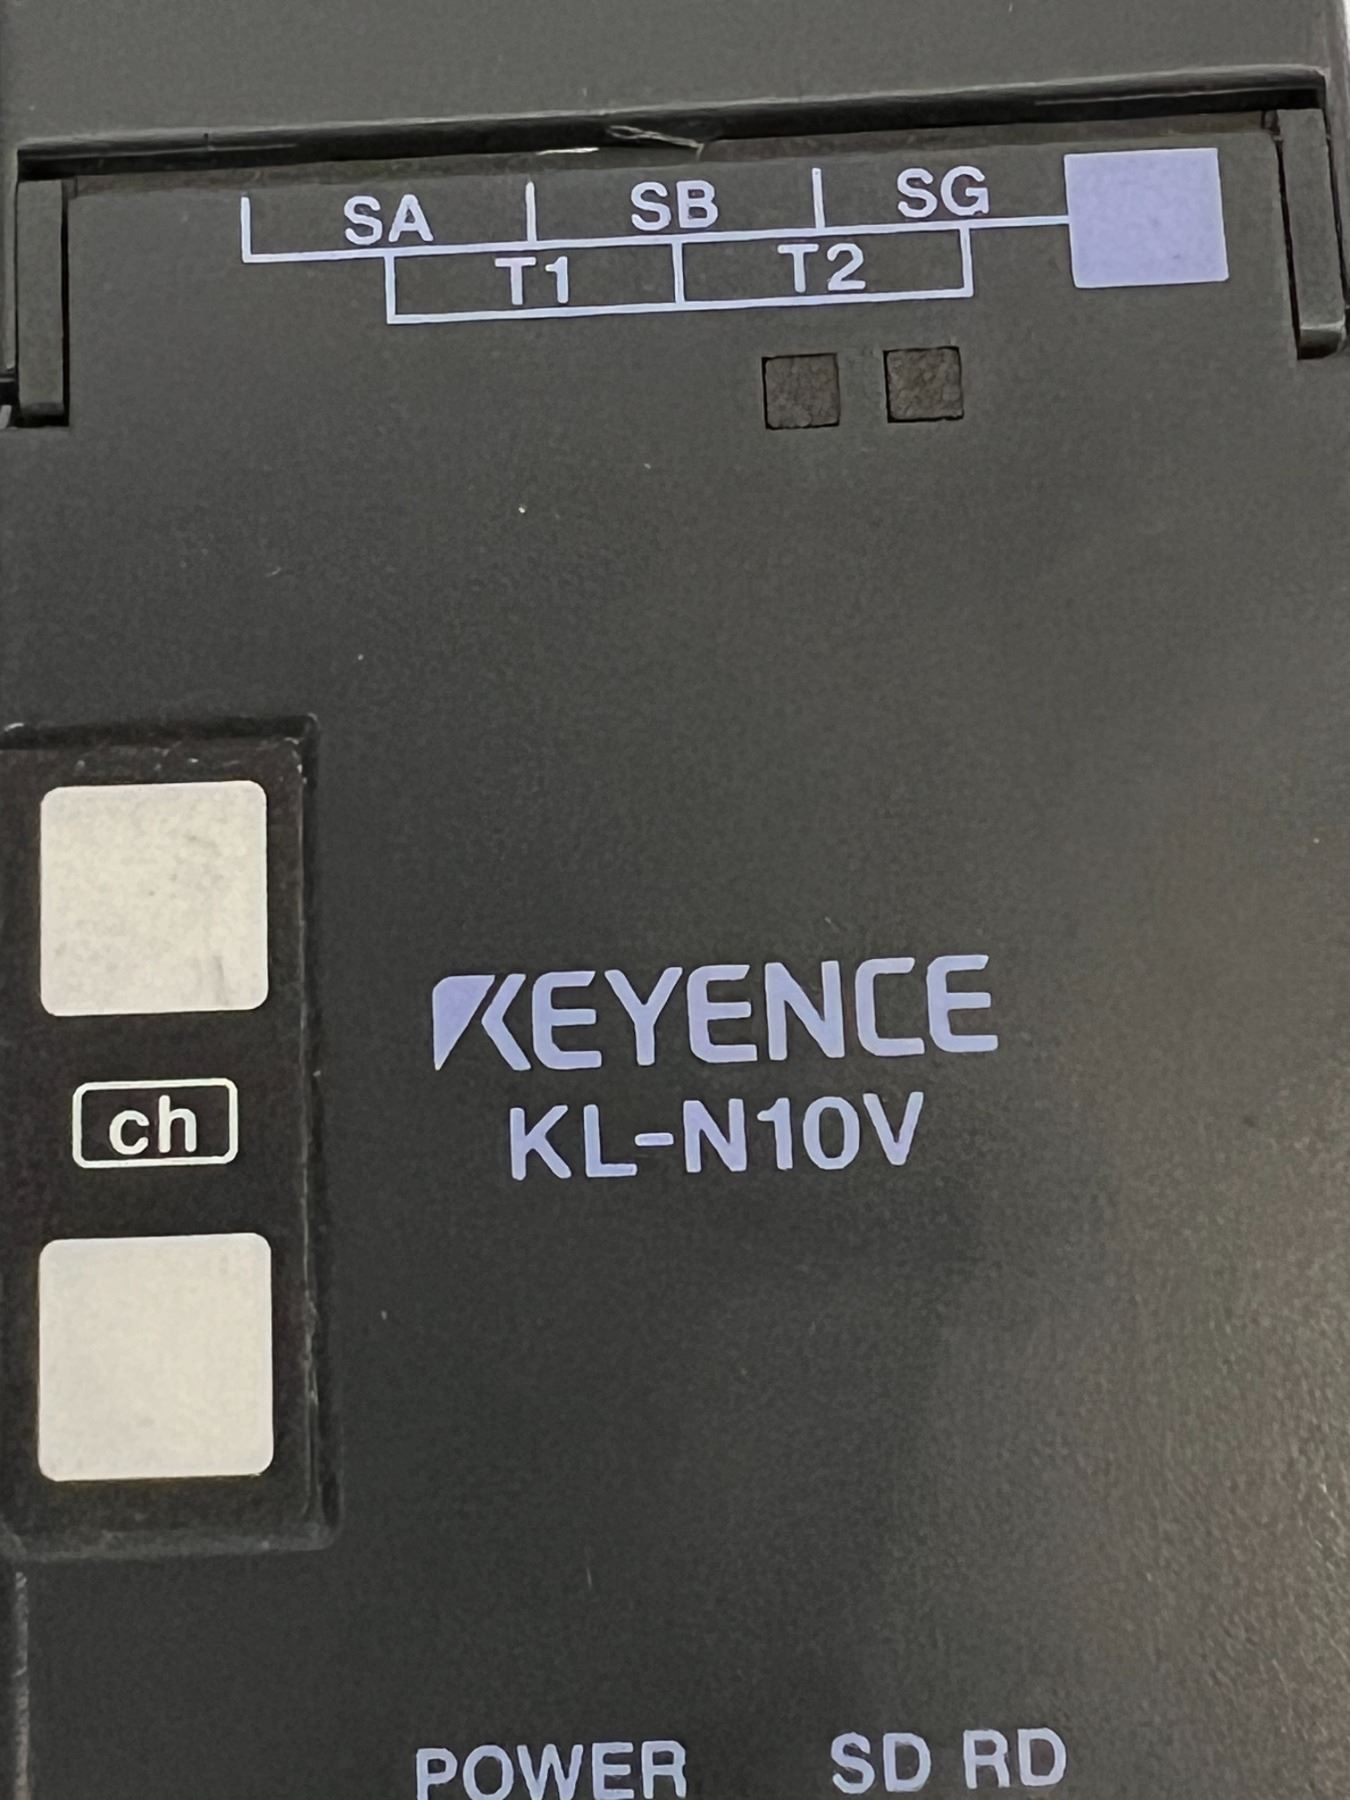 SA SB SG
T1 T2
KEYENCE
KL-N10V
ch
POWER SD RD